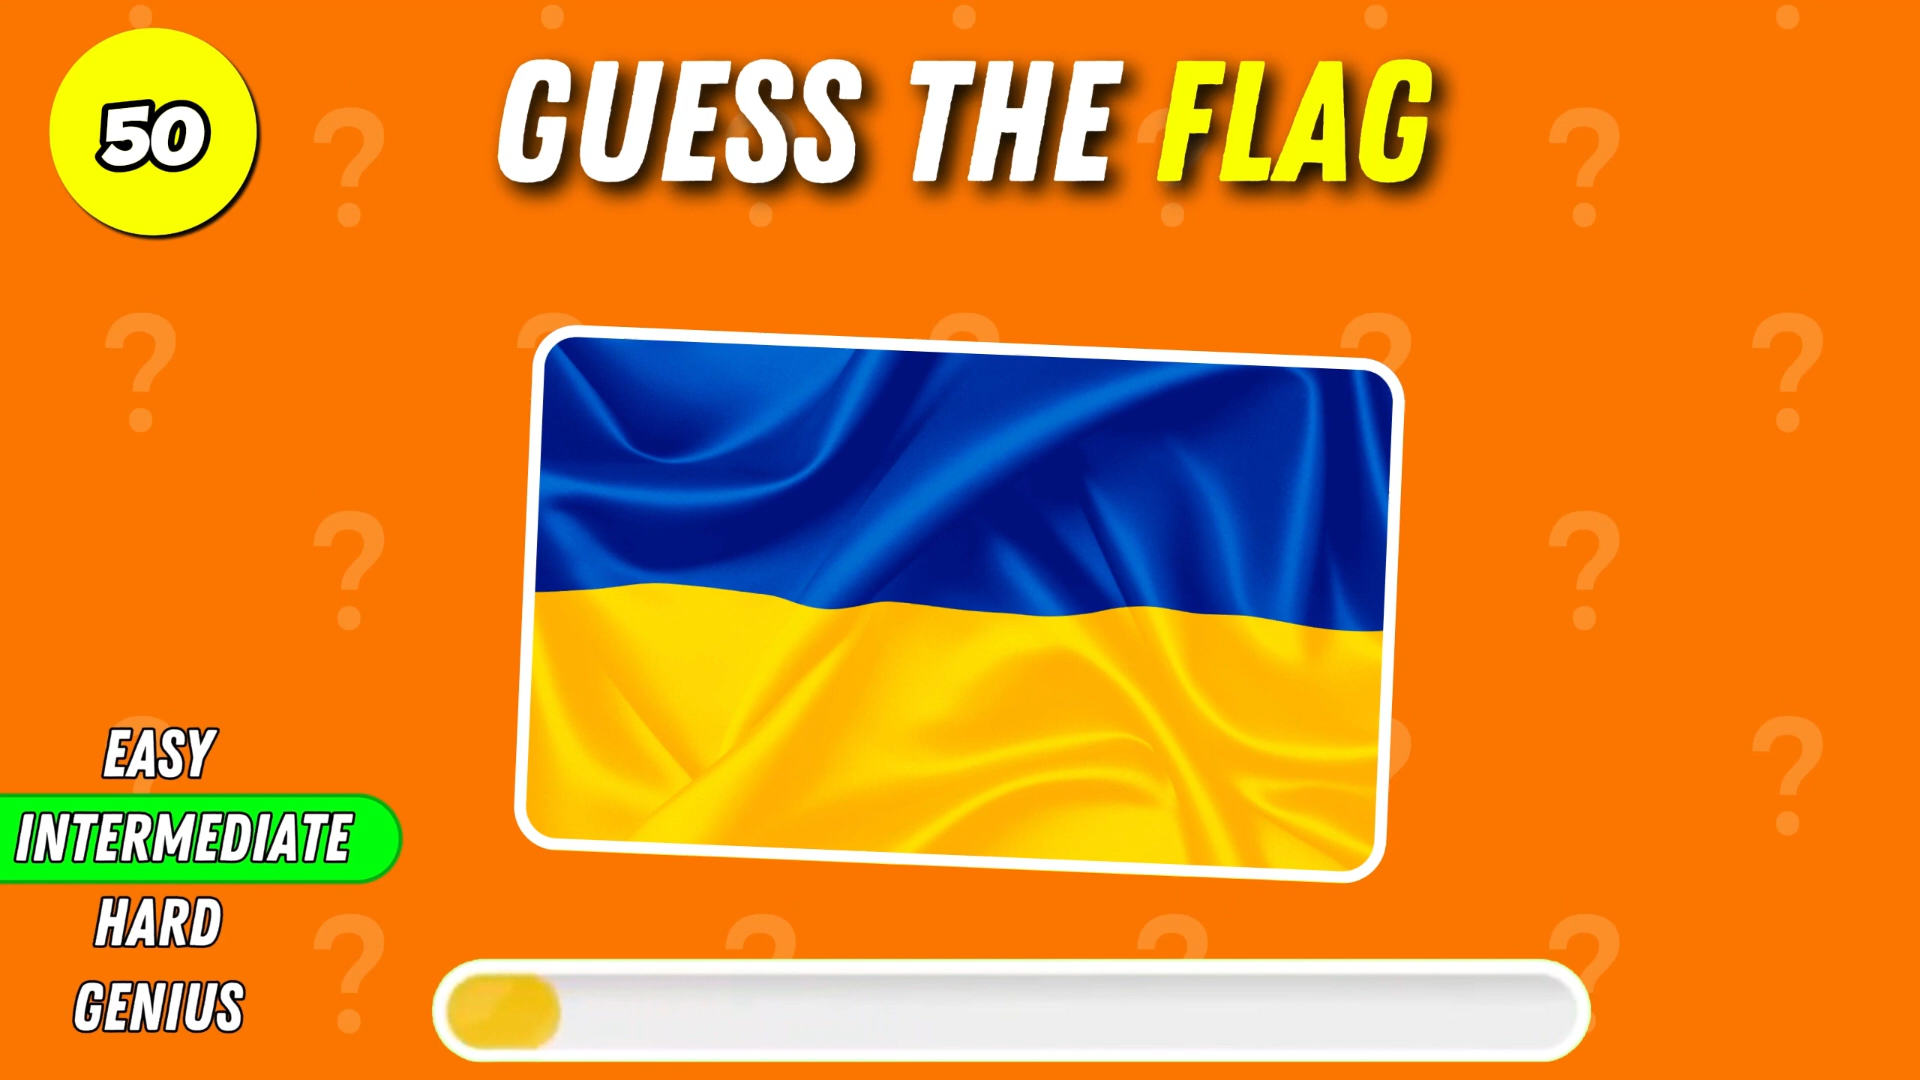 50
GUESS THE FLAG
EASY
INTERMEDIATE
HARD
GENIUS